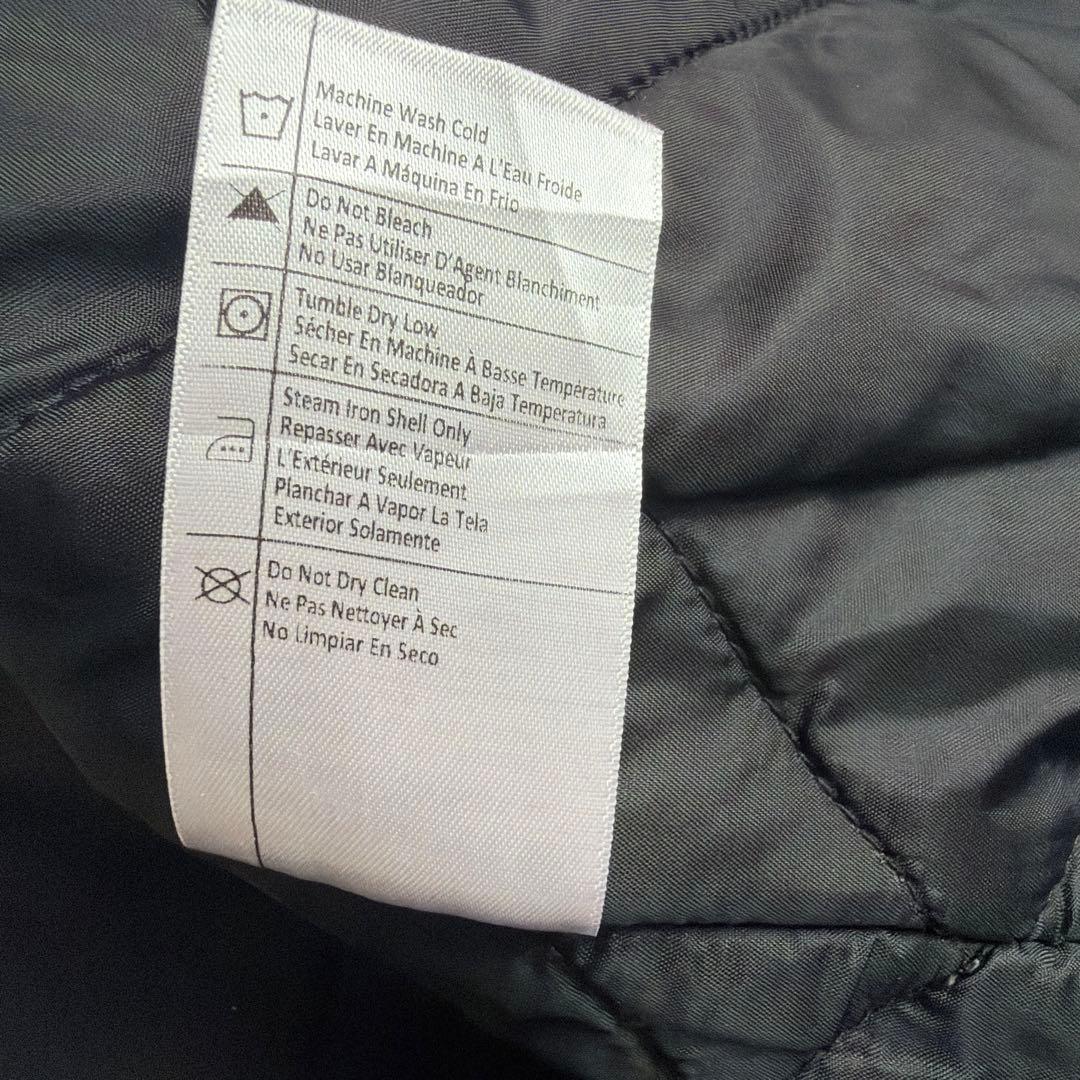 Machine Wash Cold
Laver En Machine A L'Eau Froide
Lavar A Máquina En Frio
Do Not Bleach
Ne Pas Utiliser D'Agent Blanchiment
No Usar Blanqueador
Tumble Dry Low
Sécher En Machine À Basse Température
Secar En Secadora A Baja Temperatura
Steam Iron Shell Only
Repasser Avec Vapeur
L'Extérieur Seulement
Planchar A Vapor La Tela
Exterior Solamente
Do Not Dry Clean
Ne Pas Nettoyer À Sec
No Limpiar En Seco